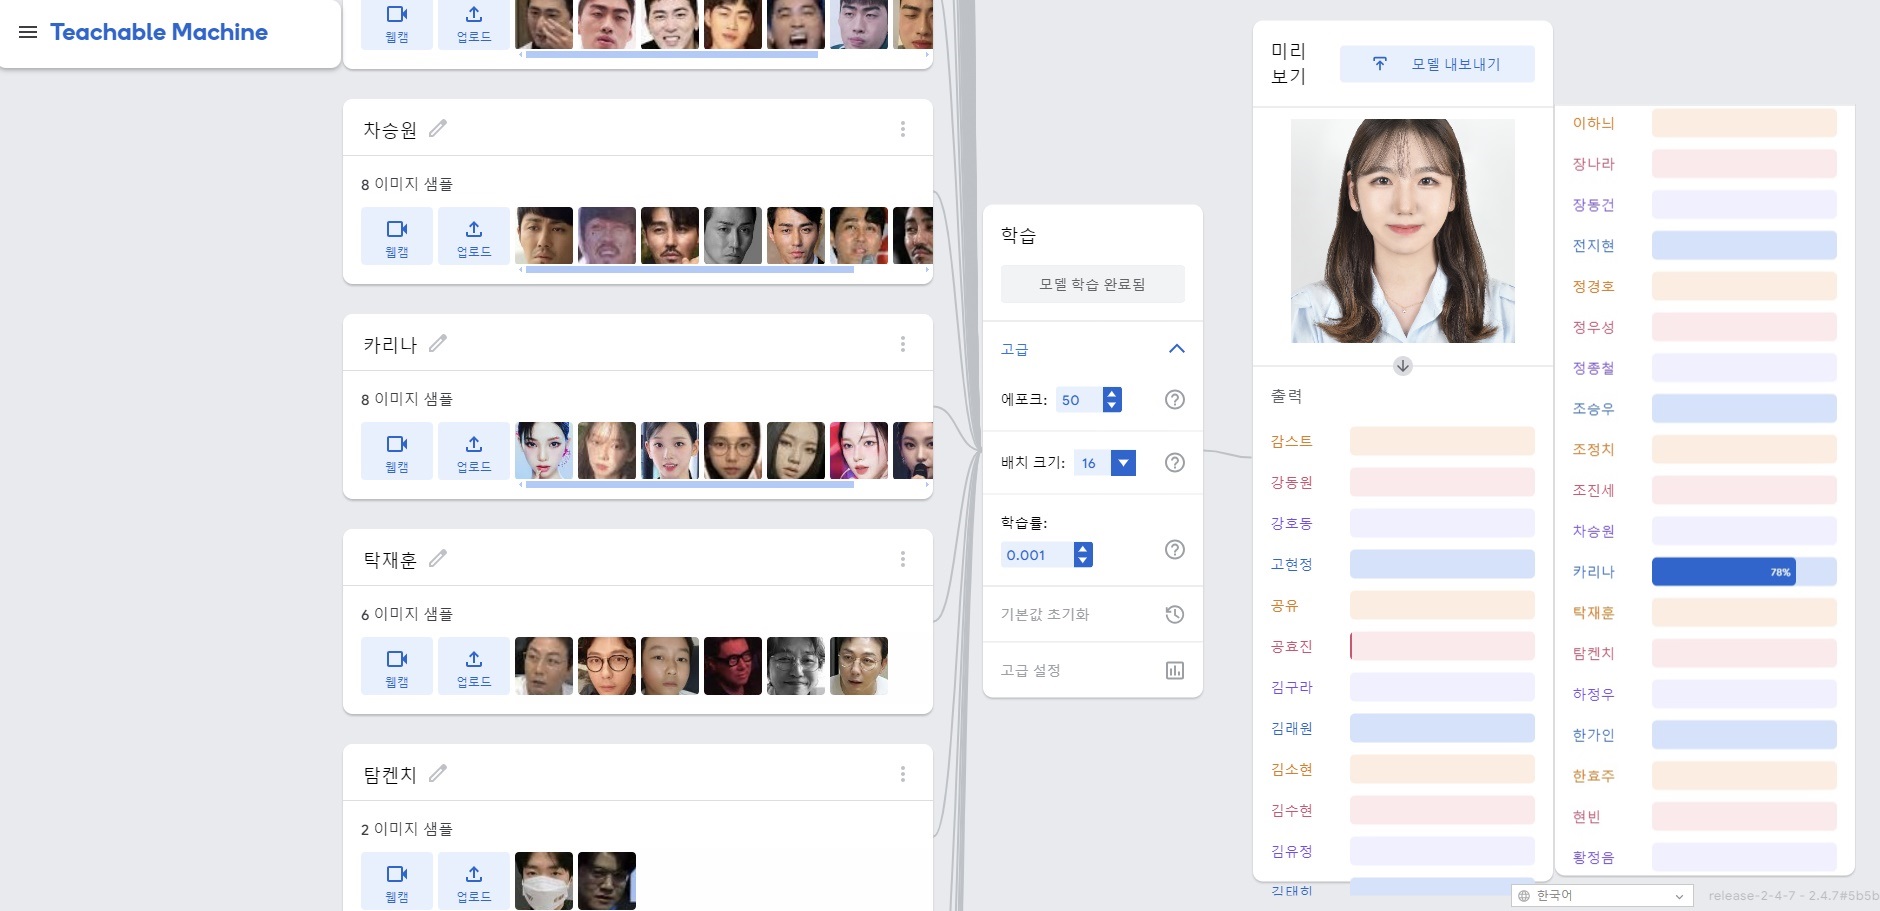 Teachable Machine
웹캠
업로드
차승원
8 이미지 샘플
웹캠
업로드
카리나
8 이미지 샘플
웹캠
업로드
탁재훈
6 이미지 샘플
웹캠
업로드
탐켄치
2 이미지 샘플
웹캠
업로드
학습
모델 학습 완료됨
고급
에포크: 50
배치 크기: 16
학습률:
0.001
기본값 초기화
고급 설정
미리
보기
모델 내보내기
출력
감스트
강동원
강호동
고현정
공유
공효진
김구라
김래원
김소현
김수현
김유정
김태희
이하늬
장나라
장동건
전지현
정경호
정우성
정종철
조승우
조정치
조진세
차승원
카리나 78%
탁재훈
탐켄치
하정우
한가인
한효주
현빈
황정음
한국어
release-2-4-7 - 2.4.7#5b5b